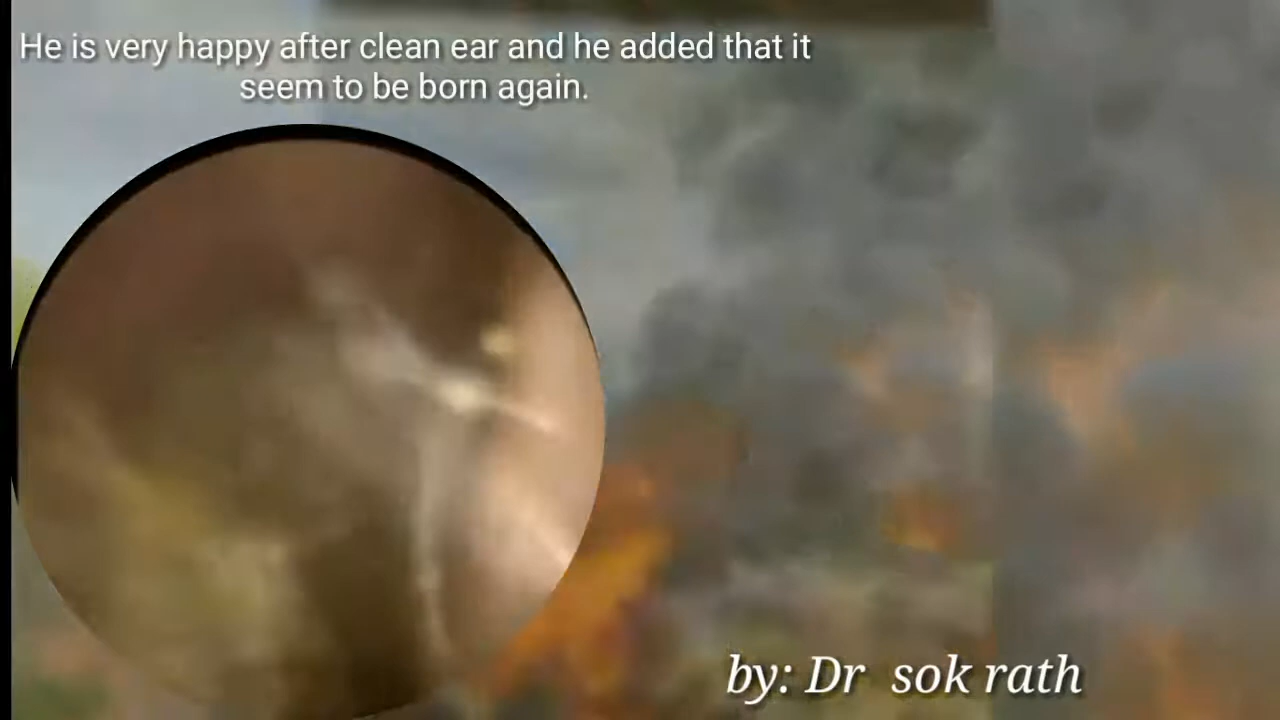 He is very happy after clean ear and he added that it
seem to be born again.
by: Dr sok rath